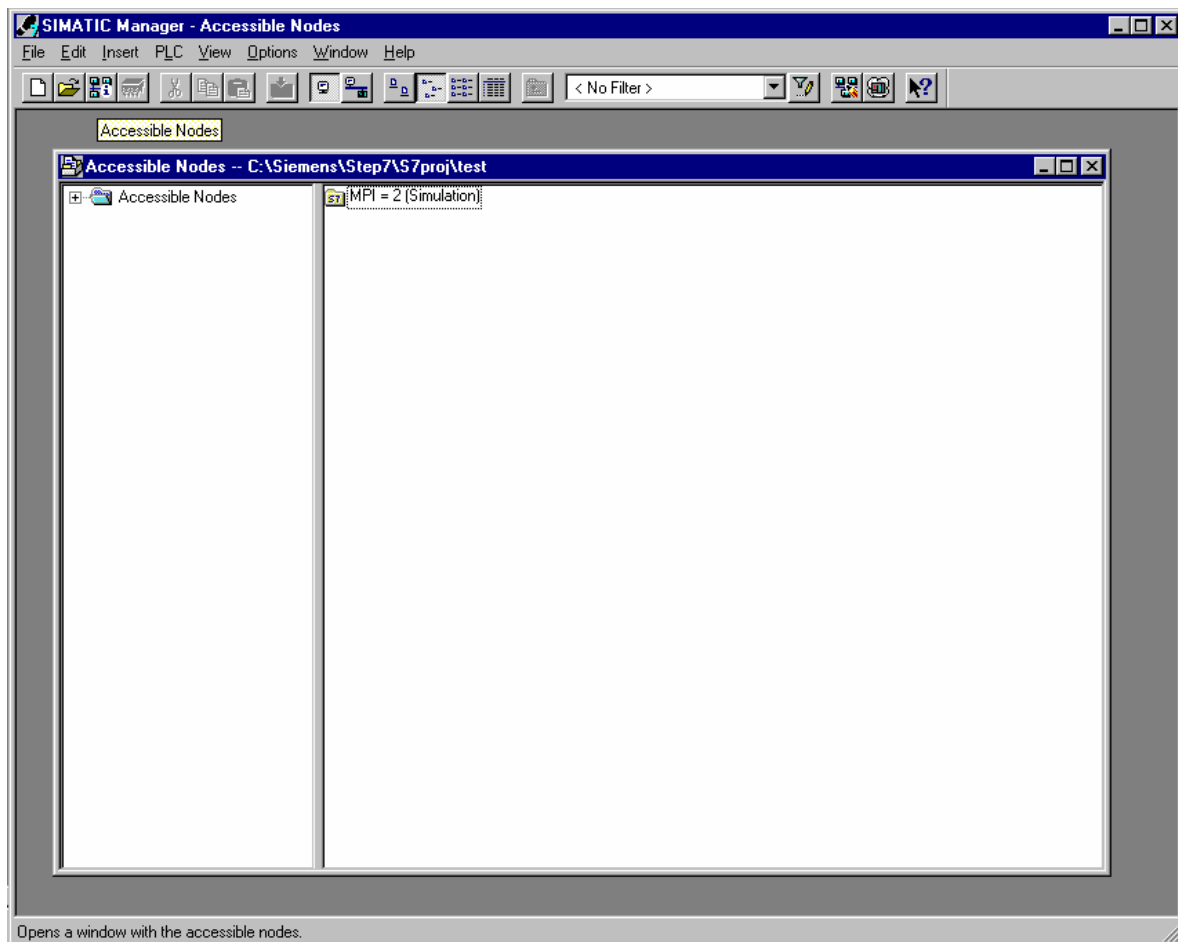 SIMATIC Manager - Accessible Nodes
File Edit Insert PLC View Options Window Help
< No Filter >
Accessible Nodes
Accessible Nodes -- C:\Siemens\Step7\S7proj\test
Accessible Nodes
MPI = 2 (Simulation)
Opens a window with the accessible nodes.